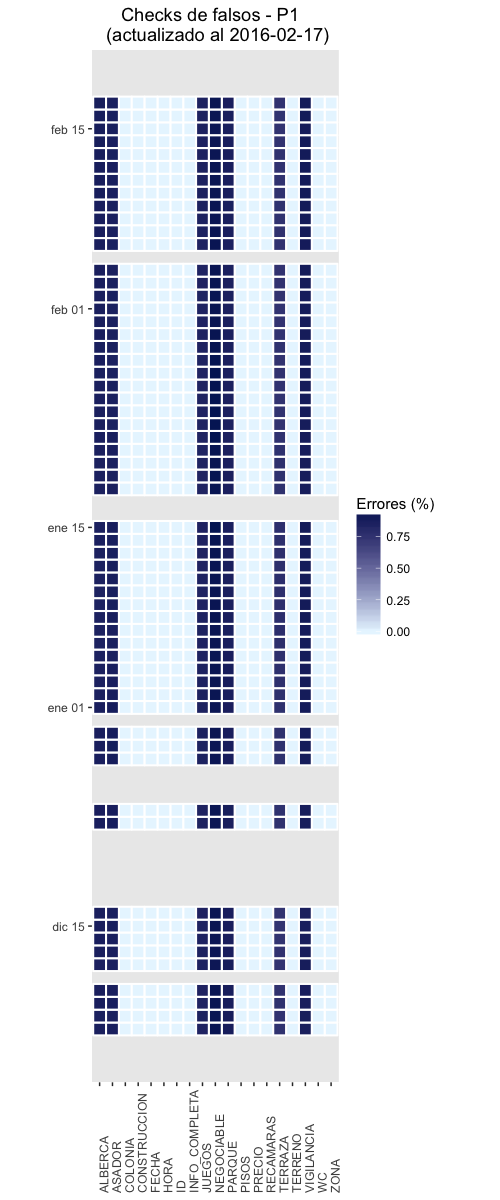 Checks de falsos - P1
(actualizado al 2016-02-17)
feb 15
feb 01
ene 15
ene 01
dic 15
Errores (%)
0.75
0.50
0.25
0.00
ALBERCA
ASADOR
COLONIA
CONSTRUCCION
FECHA
HORA
ID
INFO_COMPLETA
JUEGOS
NEGOCIABLE
PARQUE
PISOS
PRECIO
RECAMARAS
TERRAZA
TERRENO
VIGILANCIA
WC
ZONA